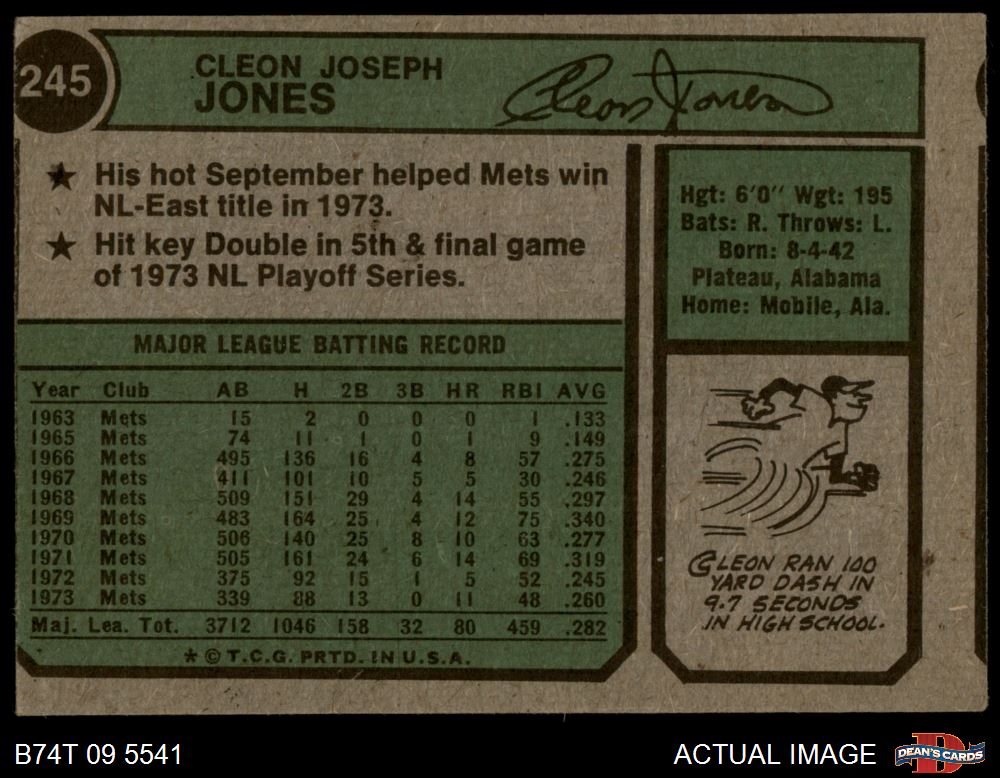 245
CLEON JOSEPH
JONES
Cleon Jones
★ His hot September helped Mets win
NL-East title in 1973.
★ Hit key Double in 5th & final game
of 1973 NL Playoff Series.
Hgt: 6'0" Wgt: 195
Bats: R. Throws: L.
Born: 8-4-42
Plateau, Alabama
Home: Mobile, Ala.
MAJOR LEAGUE BATTING RECORD
Year Club AB H 2B 3B HR RBI AVG
1963 Mets 15 2 0 0 0 1 .133
1965 Mets 74 11 1 0 1 9 .149
1966 Mets 495 136 16 4 8 57 .275
1967 Mets 411 101 10 5 5 30 .246
1968 Mets 509 151 29 4 14 55 .297
1969 Mets 483 164 25 4 12 75 .340
1970 Mets 506 140 25 8 10 63 .277
1971 Mets 505 161 24 6 14 69 .319
1972 Mets 375 92 15 1 5 52 .245
1973 Mets 339 88 13 0 11 48 .260
Maj. Lea. Tot. 3712 1046 158 32 80 459 .282
* © T.C.G. PRTD. IN U.S.A.
CLEON RAN 100
YARD DASH IN
9.7 SECONDS
IN HIGH SCHOOL.
B74T 09 5541
ACTUAL IMAGE
DEAN'S CARDS